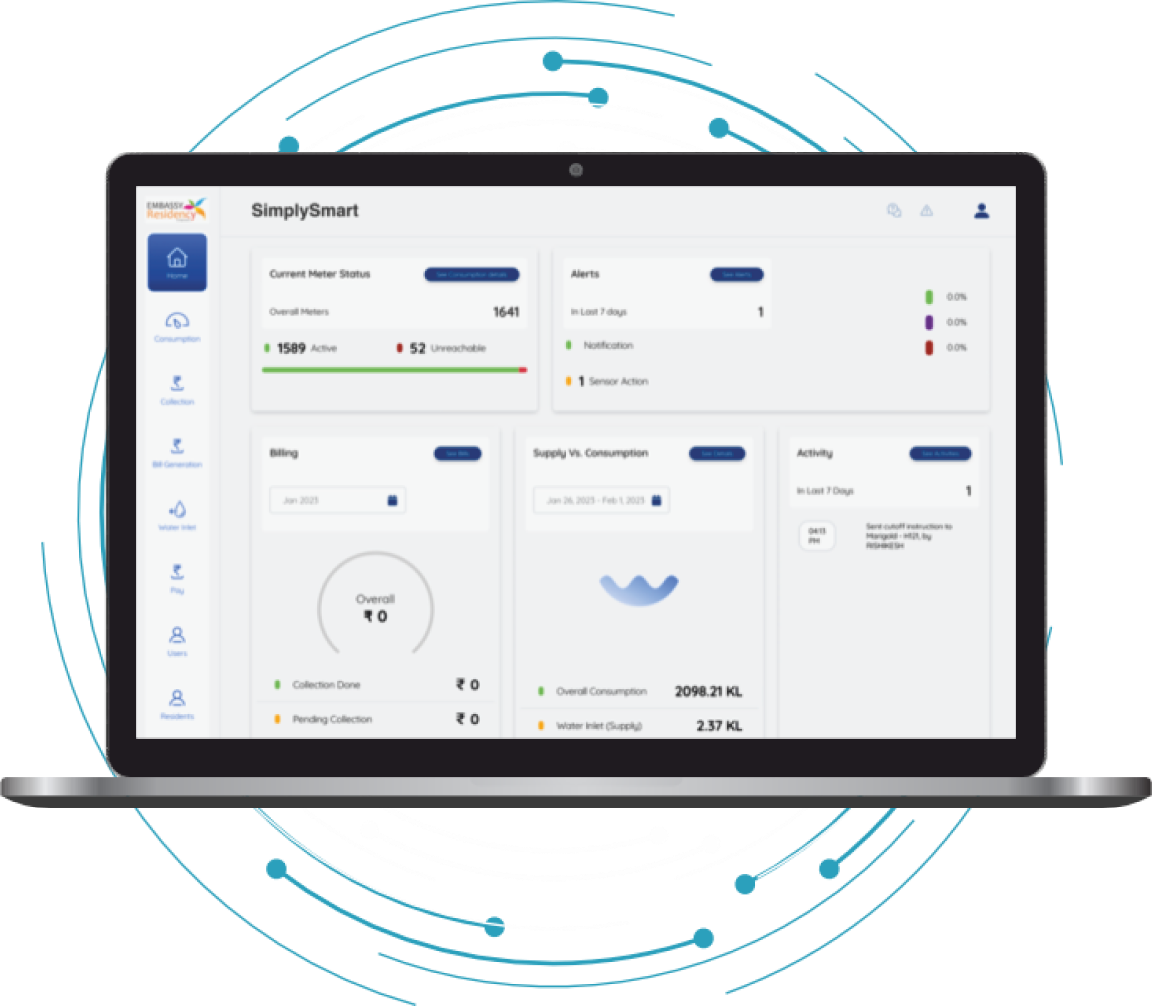 EMBASSY
Residency
SimplySmart
Home
Consumption
Collection
Bill Generation
Water Inlet
Pay
Users
Residents
Current Meter Status
See Consumption details
Overall Meters
1641
1589 Active
52 Unreachable
Alerts
See Alerts
In Last 7 days
1
Notification
1 Sensor Action
0.0%
0.0%
0.0%
Billing
See Bills
Jan 2023
Overall
₹ 0
Collection Done
₹ 0
Pending Collection
₹ 0
Supply Vs. Consumption
See Details
Jan 26, 2023 - Feb 1, 2023
Overall Consumption
2098.21 KL
Water Inlet (Supply)
2.37 KL
Activity
See Activities
In Last 7 Days
1
04:13
PM
Sent cutoff instruction to
Marigold - H121, by
RISHIKESH